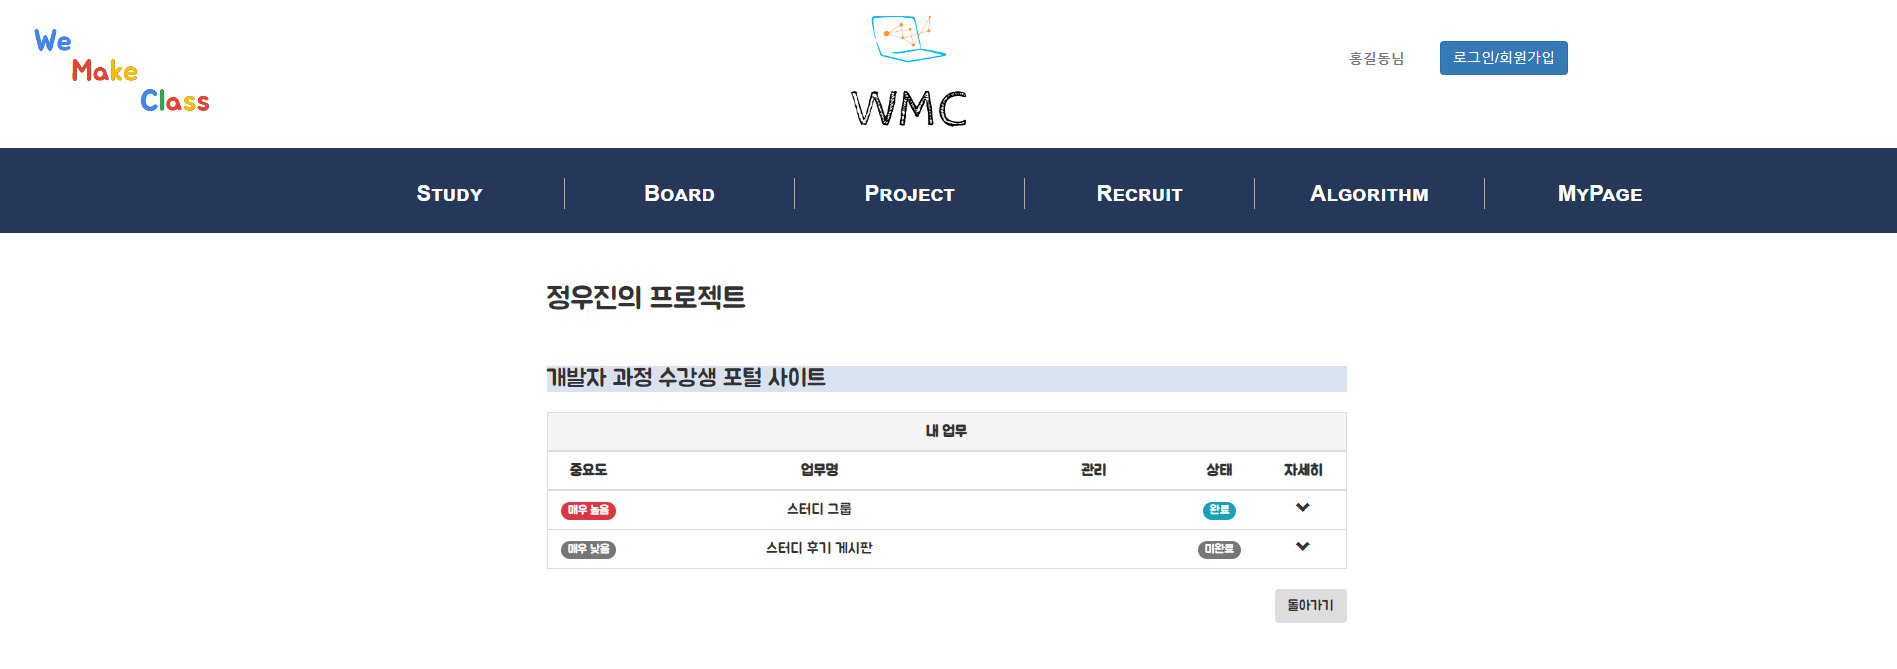 We
Make
Class
WMC
홍길동님
로그인/회원가입
STUDY
BOARD
PROJECT
RECRUIT
ALGORITHM
MYPAGE
정우진의 프로젝트
개발자 과정 수강생 포털 사이트
내 업무
중요도 업무명 관리 상태 자세히
매우 높음 스터디 그룹 완료
매우 낮음 스터디 후기 게시판 미완료
돌아가기